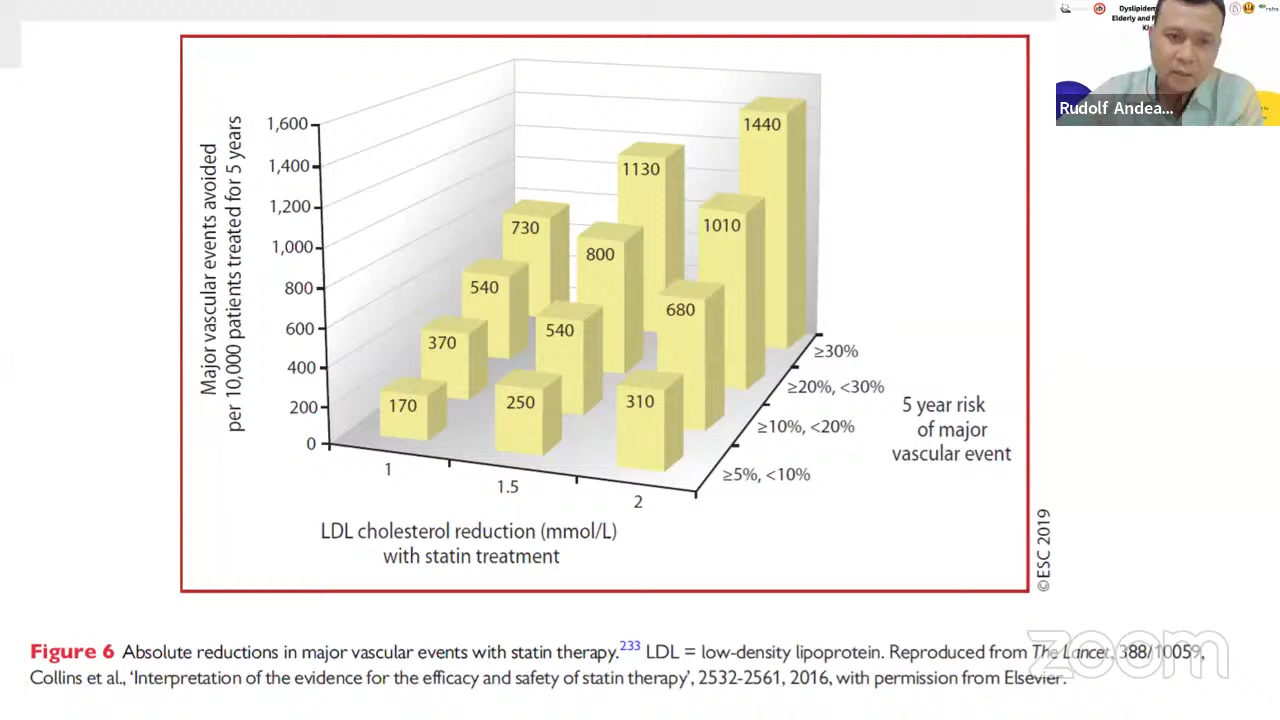 Dyslipidem
Elderly and F
Ki
Rudolf Andea...
Major vascular events avoided
per 10,000 patients treated for 5 years
1,600
1,400
1,200
1,000
800
600
400
200
0
1440
1130
730
1010
800
540
680
540
370
310
250
170
1
1.5
2
≥30%
≥20%, <30%
≥10%, <20%
≥5%, <10%
5 year risk
of major
vascular event
LDL cholesterol reduction (mmol/L)
with statin treatment
©ESC 2019
Figure 6 Absolute reductions in major vascular events with statin therapy.233 LDL = low-density lipoprotein. Reproduced from The Lancet, 388/10059,
Collins et al., 'Interpretation of the evidence for the efficacy and safety of statin therapy', 2532-2561, 2016, with permission from Elsevier.
zoom